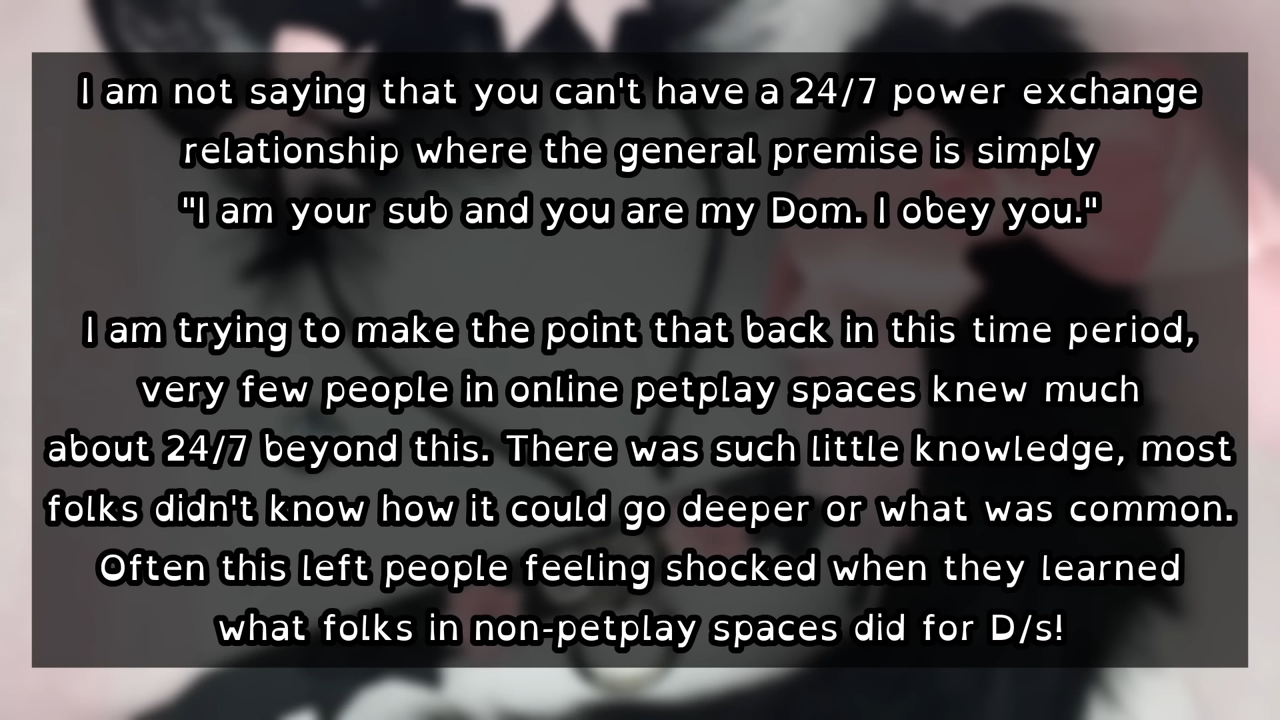 I am not saying that you can't have a 24/7 power exchange
relationship where the general premise is simply
"I am your sub and you are my Dom. I obey you."
I am trying to make the point that back in this time period,
very few people in online petplay spaces knew much
about 24/7 beyond this. There was such little knowledge, most
folks didn't know how it could go deeper or what was common.
Often this left people feeling shocked when they learned
what folks in non-petplay spaces did for D/s!